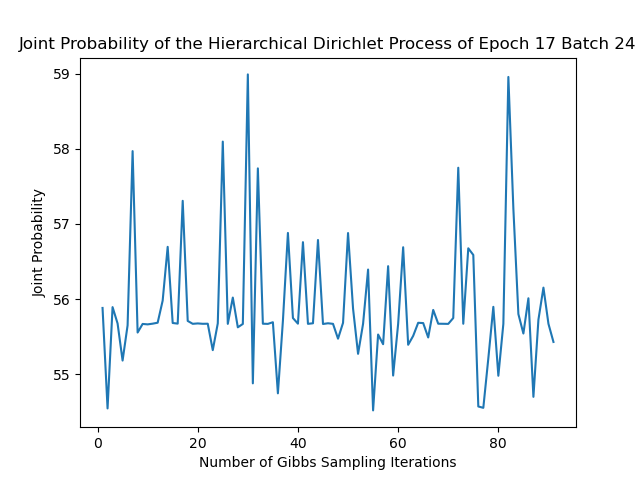 Joint Probability of the Hierarchical Dirichlet Process of Epoch 17 Batch 24
59
58
57
56
55
Joint Probability
0 20 40 60 80
Number of Gibbs Sampling Iterations